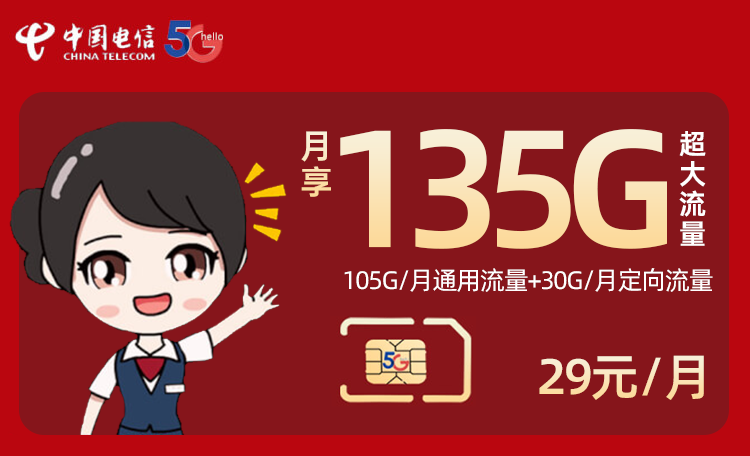 中国电信
CHINA TELECOM
5G
hello
月享
135G
超大流量
105G/月通用流量+30G/月定向流量
5G
29元/月